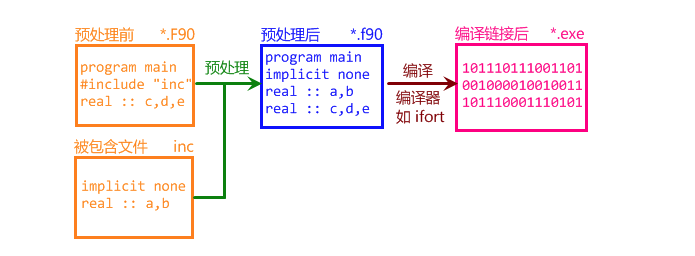 预处理前 *.F90
program main
#include "inc"
real :: c,d,e
被包含文件 inc
implicit none
real :: a,b
预处理
预处理后 *.f90
program main
implicit none
real :: a,b
real :: c,d,e
编译
编译器
如 ifort
编译链接后 *.exe
101110111001101
001000010010011
101110001110101